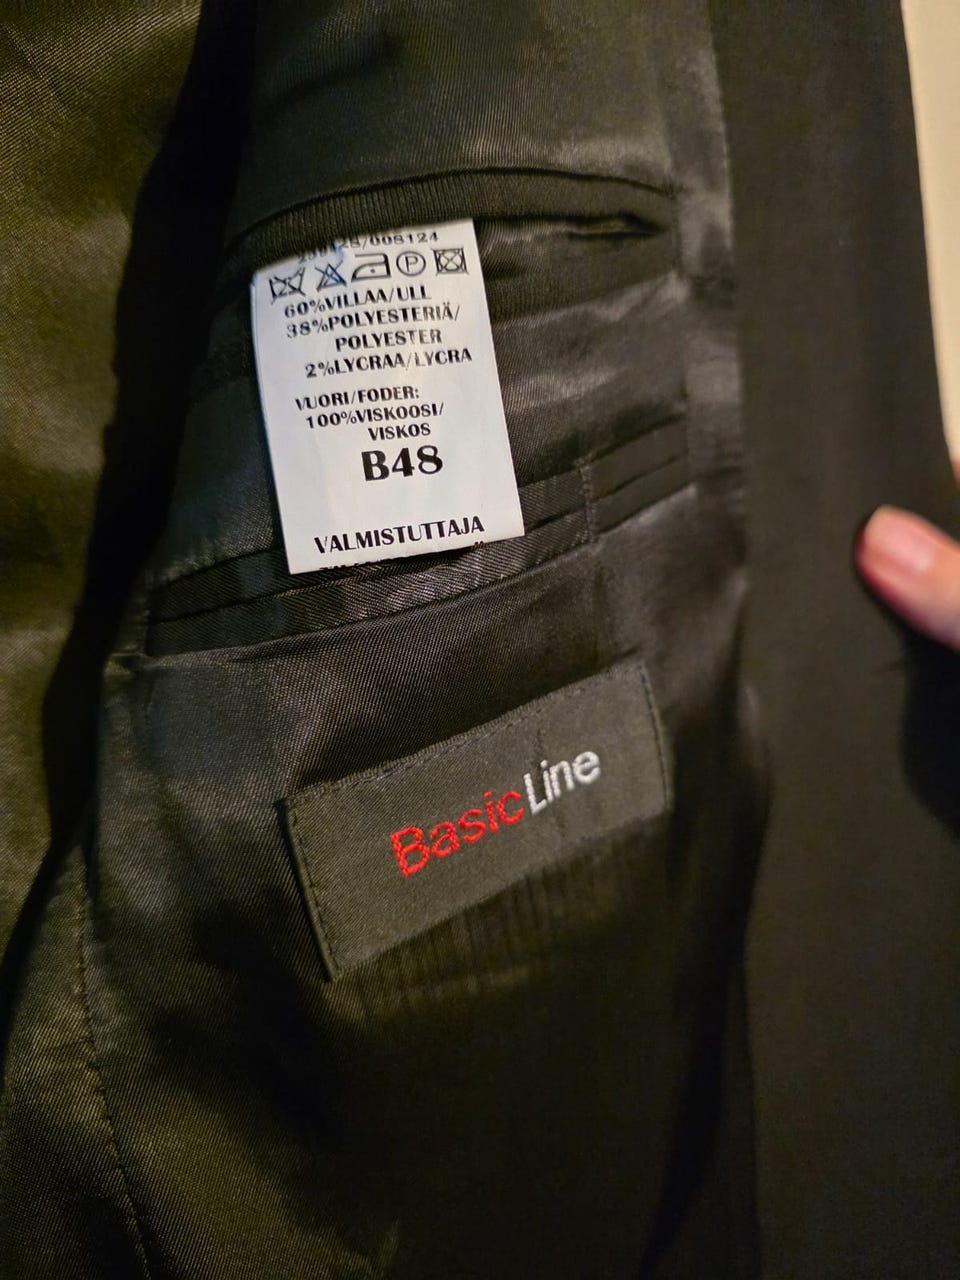 60%VILLAA/ULL
38%POLYESTERIÄ/
POLYESTER
2%LYCRAA/LYCRA
VUORI/FODER:
100%VISKOOSI/
VISKOS
B48
VALMISTUTTAJA
BasicLine